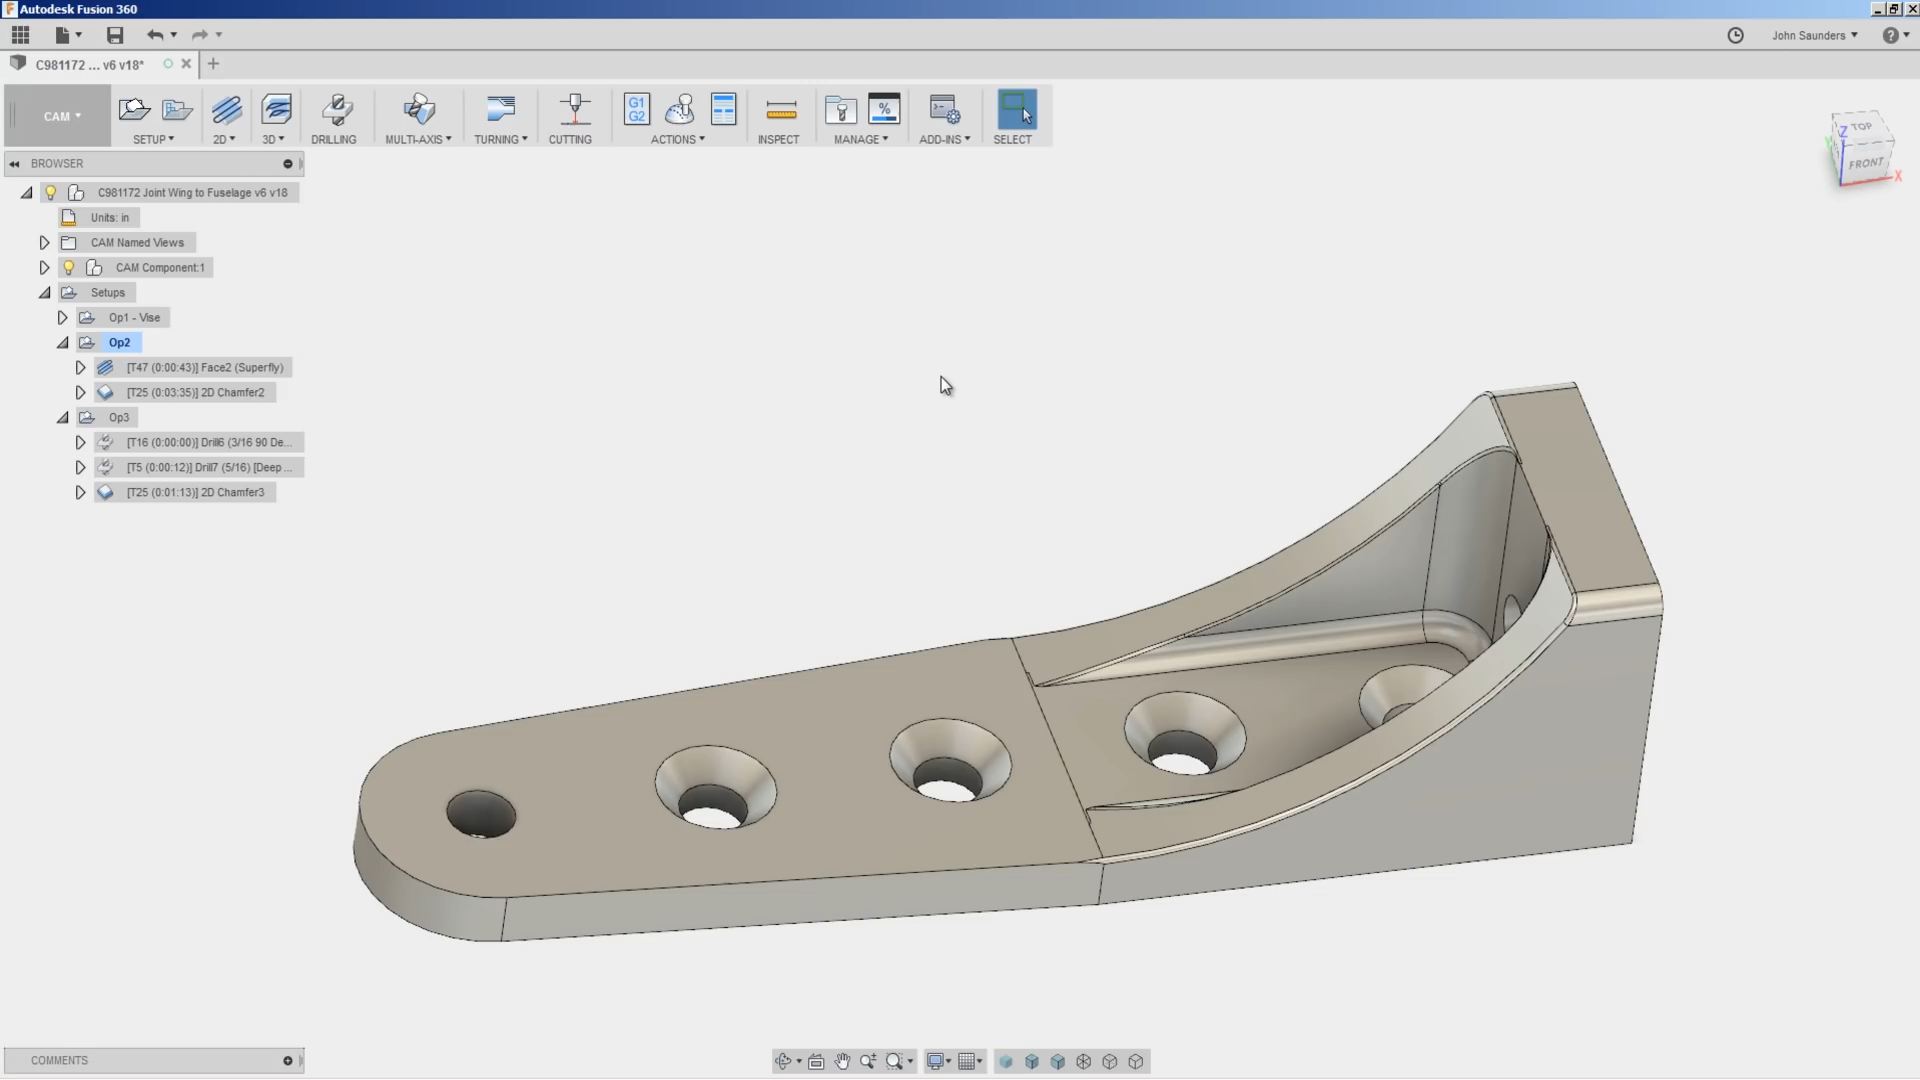 Autodesk Fusion 360
John Saunders
C981172 ... v6 v18*
CAM
SETUP
2D
3D
DRILLING
MULTI-AXIS
TURNING
CUTTING
G1
G2
ACTIONS
INSPECT
%
MANAGE
ADD-INS
SELECT
TOP
FRONT
Z
X
BROWSER
C981172 Joint Wing to Fuselage v6 v18
Units: in
CAM Named Views
CAM Component:1
Setups
Op1 - Vise
Op2
[T47 (0:00:43)] Face2 (Superfly)
[T25 (0:03:35)] 2D Chamfer2
Op3
[T16 (0:00:00)] Drill6 (3/16 90 De...
[T5 (0:00:12)] Drill7 (5/16) [Deep ...
[T25 (0:01:13)] 2D Chamfer3
COMMENTS